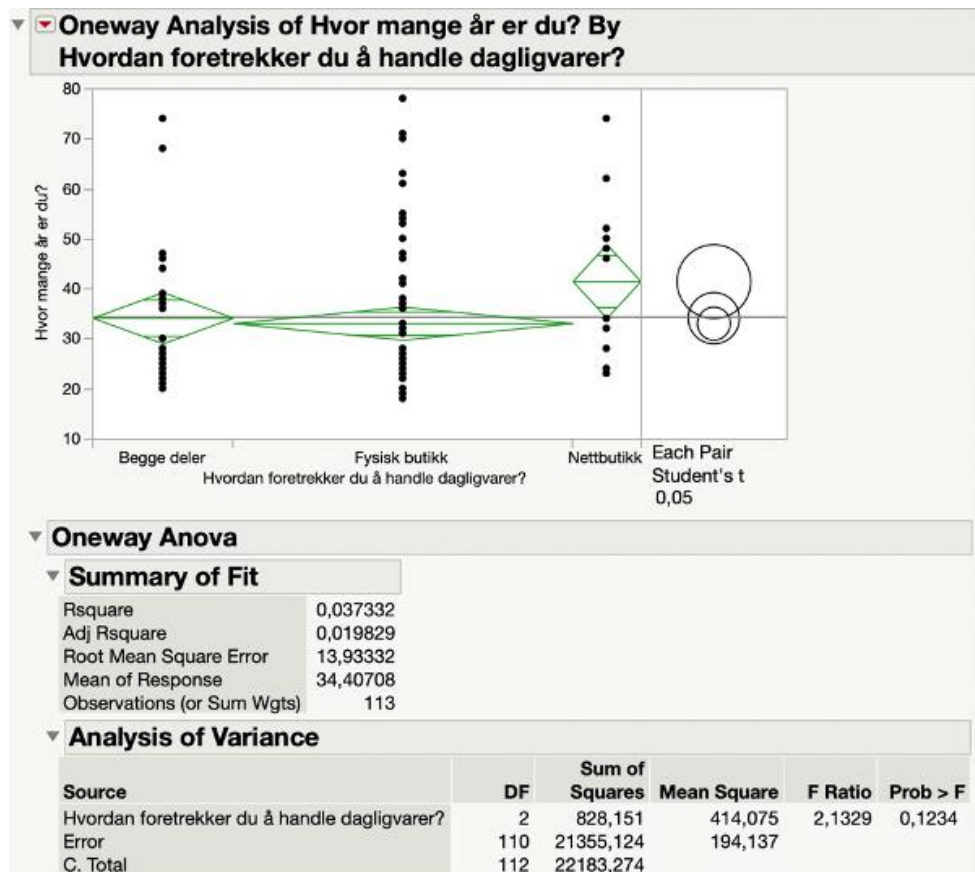 Oneway Analysis of Hvor mange år er du? By
Hvordan foretrekker du å handle dagligvarer?
80
70
60
50
40
30
20
10
Hvor mange år er du?
Begge deler Fysisk butikk Nettbutikk
Hvordan foretrekker du å handle dagligvarer?
Each Pair
Student's t
0,05
Oneway Anova
Summary of Fit
Rsquare 0,037332
Adj Rsquare 0,019829
Root Mean Square Error 13,93332
Mean of Response 34,40708
Observations (or Sum Wgts) 113
Analysis of Variance
Source DF Sum of Squares Mean Square F Ratio Prob > F
Hvordan foretrekker du å handle dagligvarer? 2 828,151 414,075 2,1329 0,1234
Error 110 21355,124 194,137
C. Total 112 22183,274